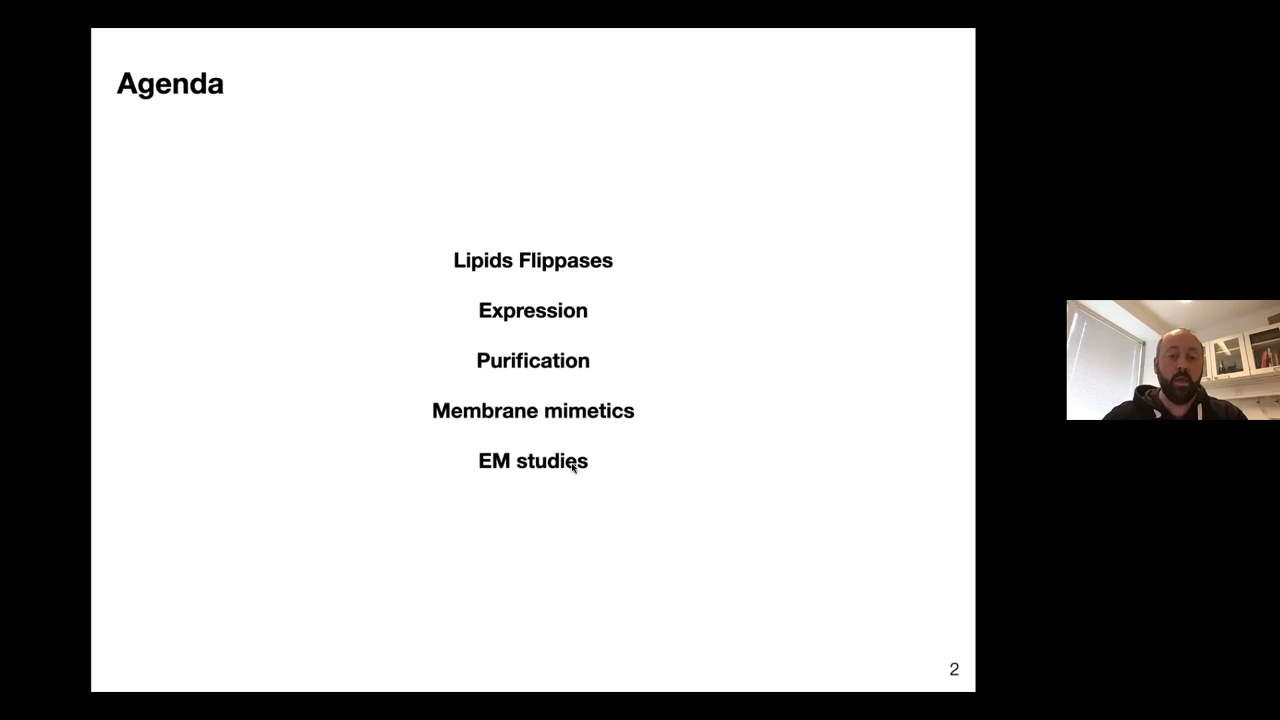 Agenda
Lipids Flippases
Expression
Purification
Membrane mimetics
EM studies
2